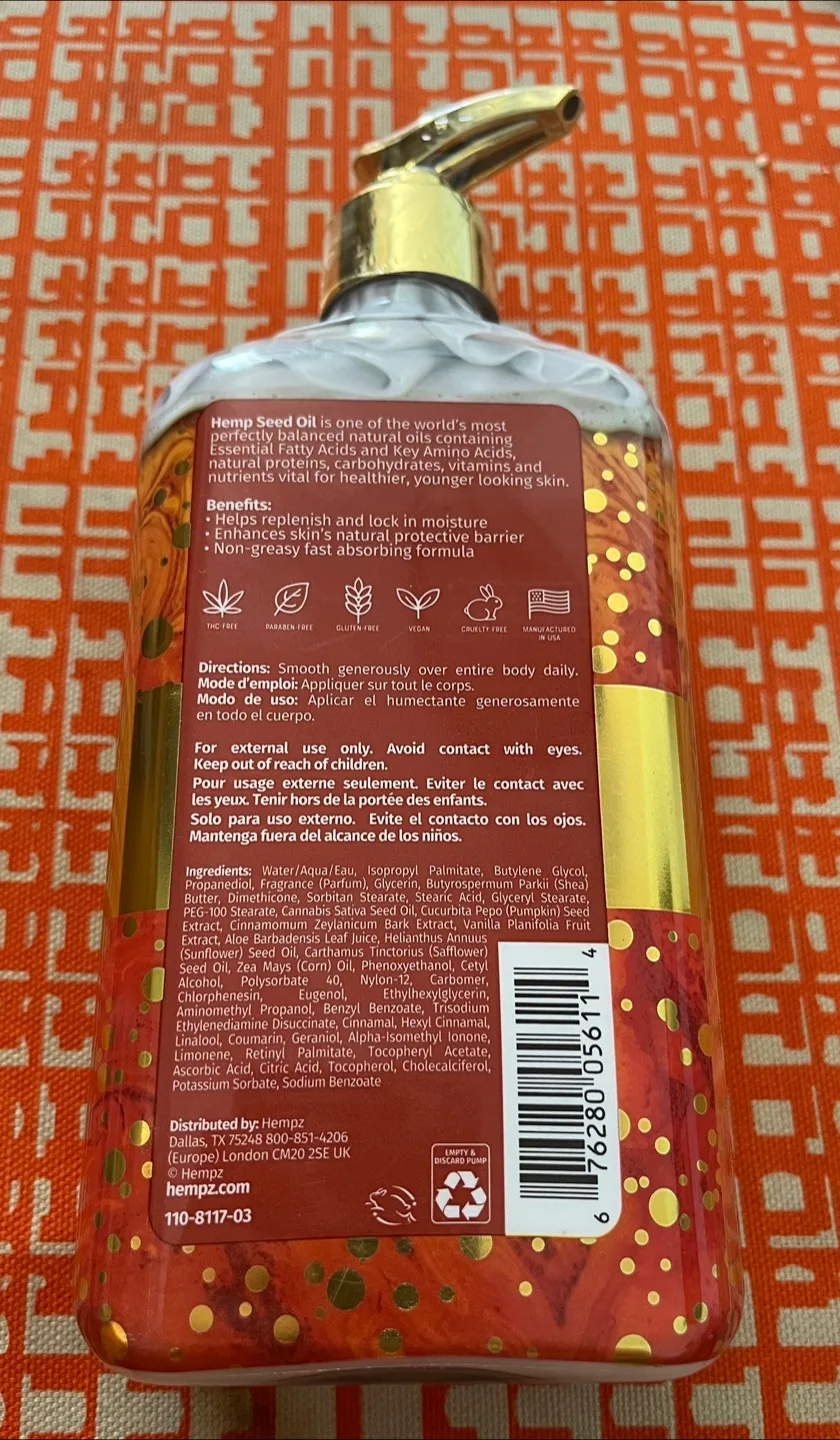 Hemp Seed Oil is one of the world's most
perfectly balanced natural oils containing
Essential Fatty Acids and Key Amino Acids,
natural proteins, carbohydrates, vitamins and
nutrients vital for healthier, younger looking skin.
Benefits:
• Helps replenish and lock in moisture
• Enhances skin's natural protective barrier
• Non-greasy fast absorbing formula
THC-FREE
PARABEN-FREE
GLUTEN-FREE
VEGAN
CRUELTY-FREE
MANUFACTURED
IN USA
Directions: Smooth generously over entire body daily.
Mode d'emploi: Appliquer sur tout le corps.
Modo de uso: Aplicar el humectante generosamente
en todo el cuerpo.
For external use only. Avoid contact with eyes.
Keep out of reach of children.
Pour usage externe seulement. Eviter le contact avec
les yeux. Tenir hors de la portée des enfants.
Solo para uso externo. Evite el contacto con los ojos.
Mantenga fuera del alcance de los niños.
Ingredients: Water/Aqua/Eau, Isopropyl Palmitate, Butylene Glycol,
Propanediol, Fragrance (Parfum), Glycerin, Butyrospermum Parkii (Shea)
Butter, Dimethicone, Sorbitan Stearate, Stearic Acid, Glyceryl Stearate,
PEG-100 Stearate, Cannabis Sativa Seed Oil, Cucurbita Pepo (Pumpkin) Seed
Extract, Cinnamomum Zeylanicum Bark Extract, Vanilla Planifolia Fruit
Extract, Aloe Barbadensis Leaf Juice, Helianthus Annuus
(Sunflower) Seed Oil, Carthamus Tinctorius (Safflower)
Seed Oil, Zea Mays (Corn) Oil, Phenoxyethanol, Cetyl
Alcohol, Polysorbate 40, Nylon-12, Carbomer,
Chlorphenesin, Eugenol, Ethylhexylglycerin,
Aminomethyl Propanol, Benzyl Benzoate, Trisodium
Ethylenediamine Disuccinate, Cinnamal, Hexyl Cinnamal,
Linalool, Coumarin, Geraniol, Alpha-Isomethyl Ionone,
Limonene, Retinyl Palmitate, Tocopheryl Acetate,
Ascorbic Acid, Citric Acid, Tocopherol, Cholecalciferol,
Potassium Sorbate, Sodium Benzoate
Distributed by: Hempz
Dallas, TX 75248 800-851-4206
(Europe) London CM20 2SE UK
© Hempz
hempz.com
110-8117-03
EMPTY &
DISCARD PUMP
6 76280 05611 4